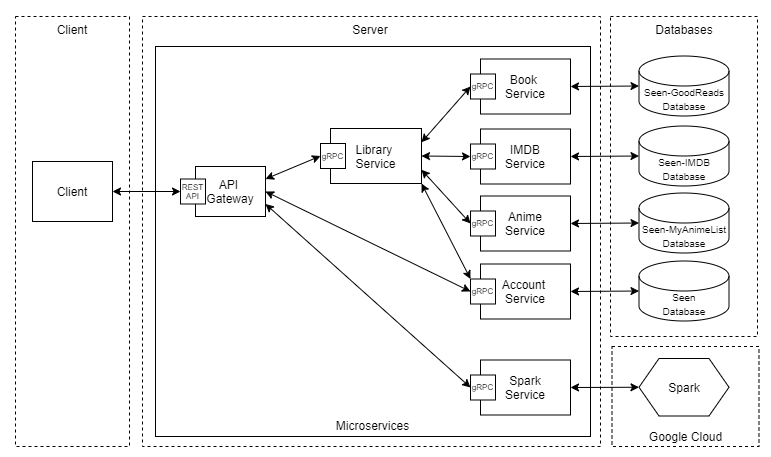 Client
Server
Databases
Book
Service
gRPC
Seen-GoodReads
Database
Library
Service
gRPC
IMDB
Service
gRPC
Seen-IMDB
Database
Client
REST
API
API
Gateway
Anime
Service
gRPC
Seen-MyAnimeList
Database
Account
Service
gRPC
Seen
Database
Spark
Service
gRPC
Spark
Microservices
Google Cloud